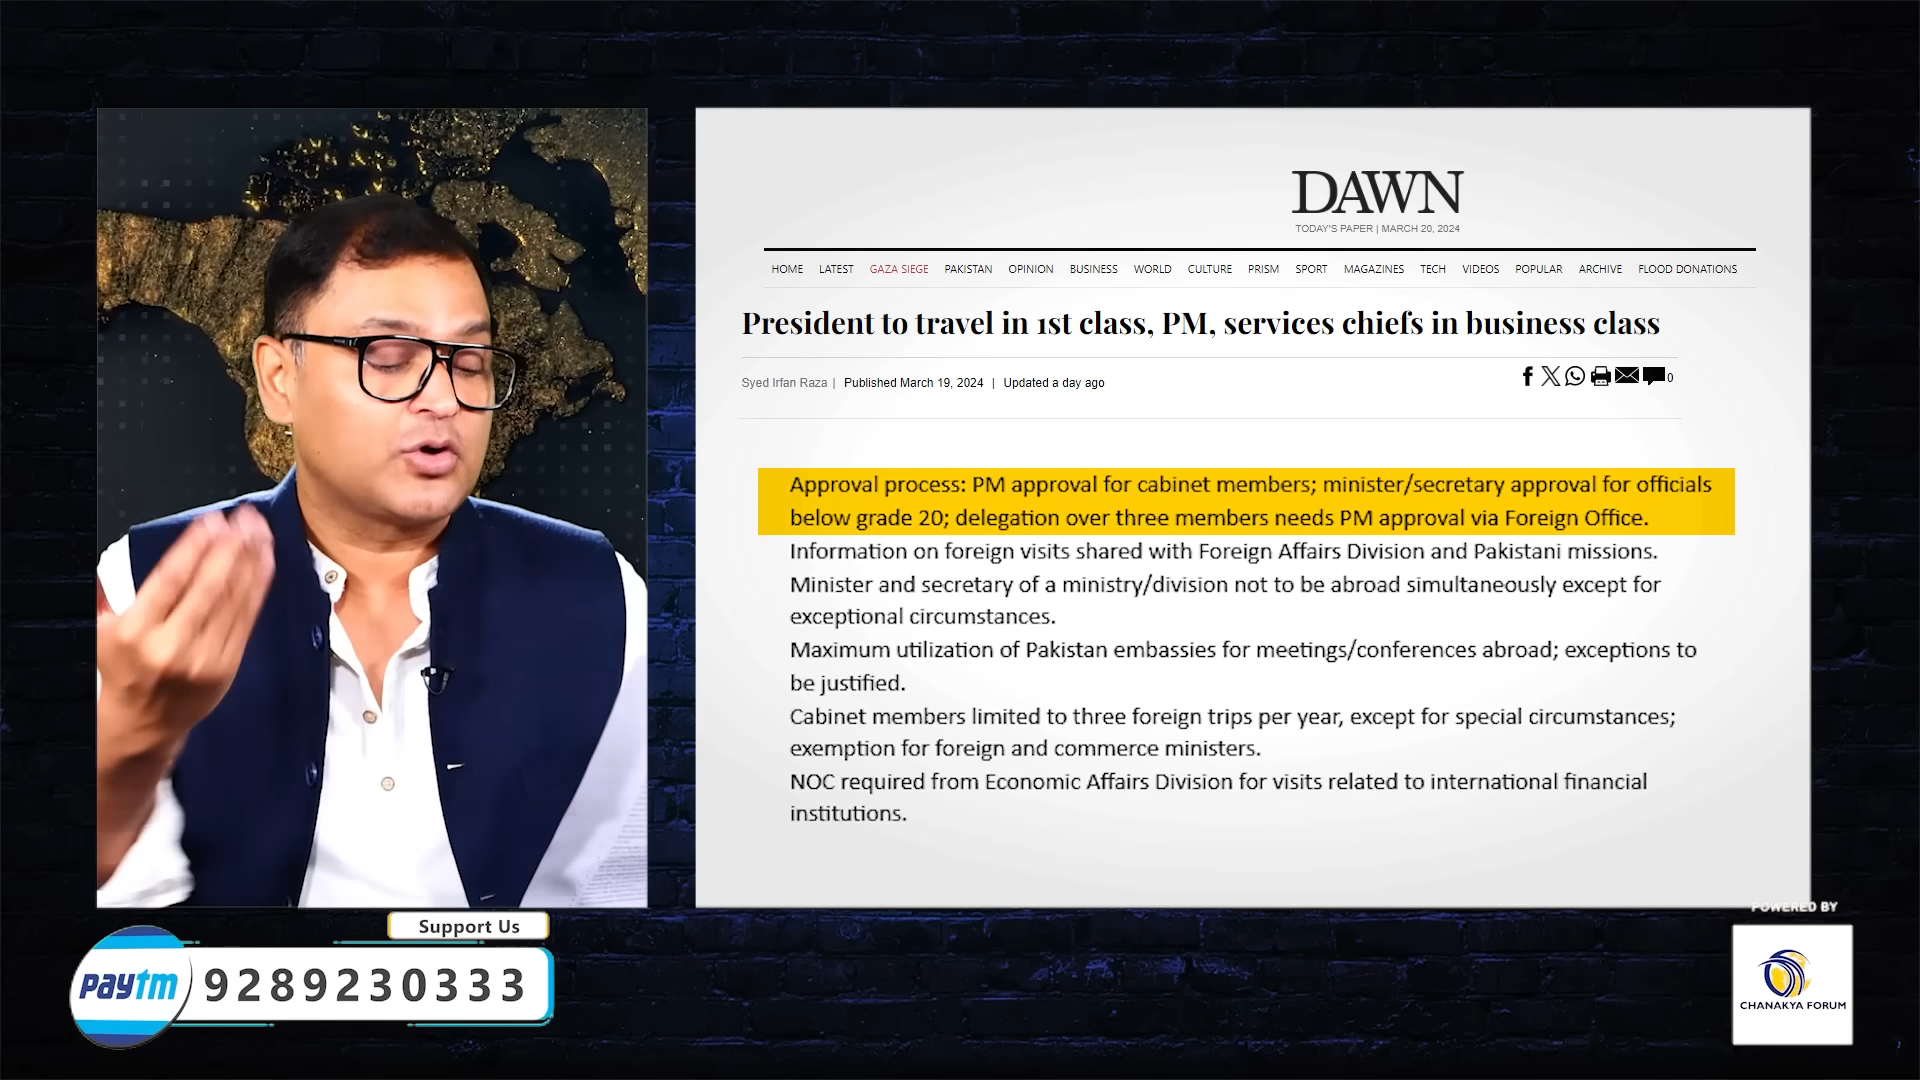 DAWN
TODAY'S PAPER | MARCH 20, 2024
HOME LATEST GAZA SIEGE PAKISTAN OPINION BUSINESS WORLD CULTURE PRISM SPORT MAGAZINES TECH VIDEOS POPULAR ARCHIVE FLOOD DONATIONS
President to travel in 1st class, PM, services chiefs in business class
Syed Irfan Raza | Published March 19, 2024 | Updated a day ago
0
Approval process: PM approval for cabinet members; minister/secretary approval for officials
below grade 20; delegation over three members needs PM approval via Foreign Office.
Information on foreign visits shared with Foreign Affairs Division and Pakistani missions.
Minister and secretary of a ministry/division not to be abroad simultaneously except for
exceptional circumstances.
Maximum utilization of Pakistan embassies for meetings/conferences abroad; exceptions to
be justified.
Cabinet members limited to three foreign trips per year, except for special circumstances;
exemption for foreign and commerce ministers.
NOC required from Economic Affairs Division for visits related to international financial
institutions.
Support Us
paytm 9289230333
POWERED BY
CHANAKYA FORUM